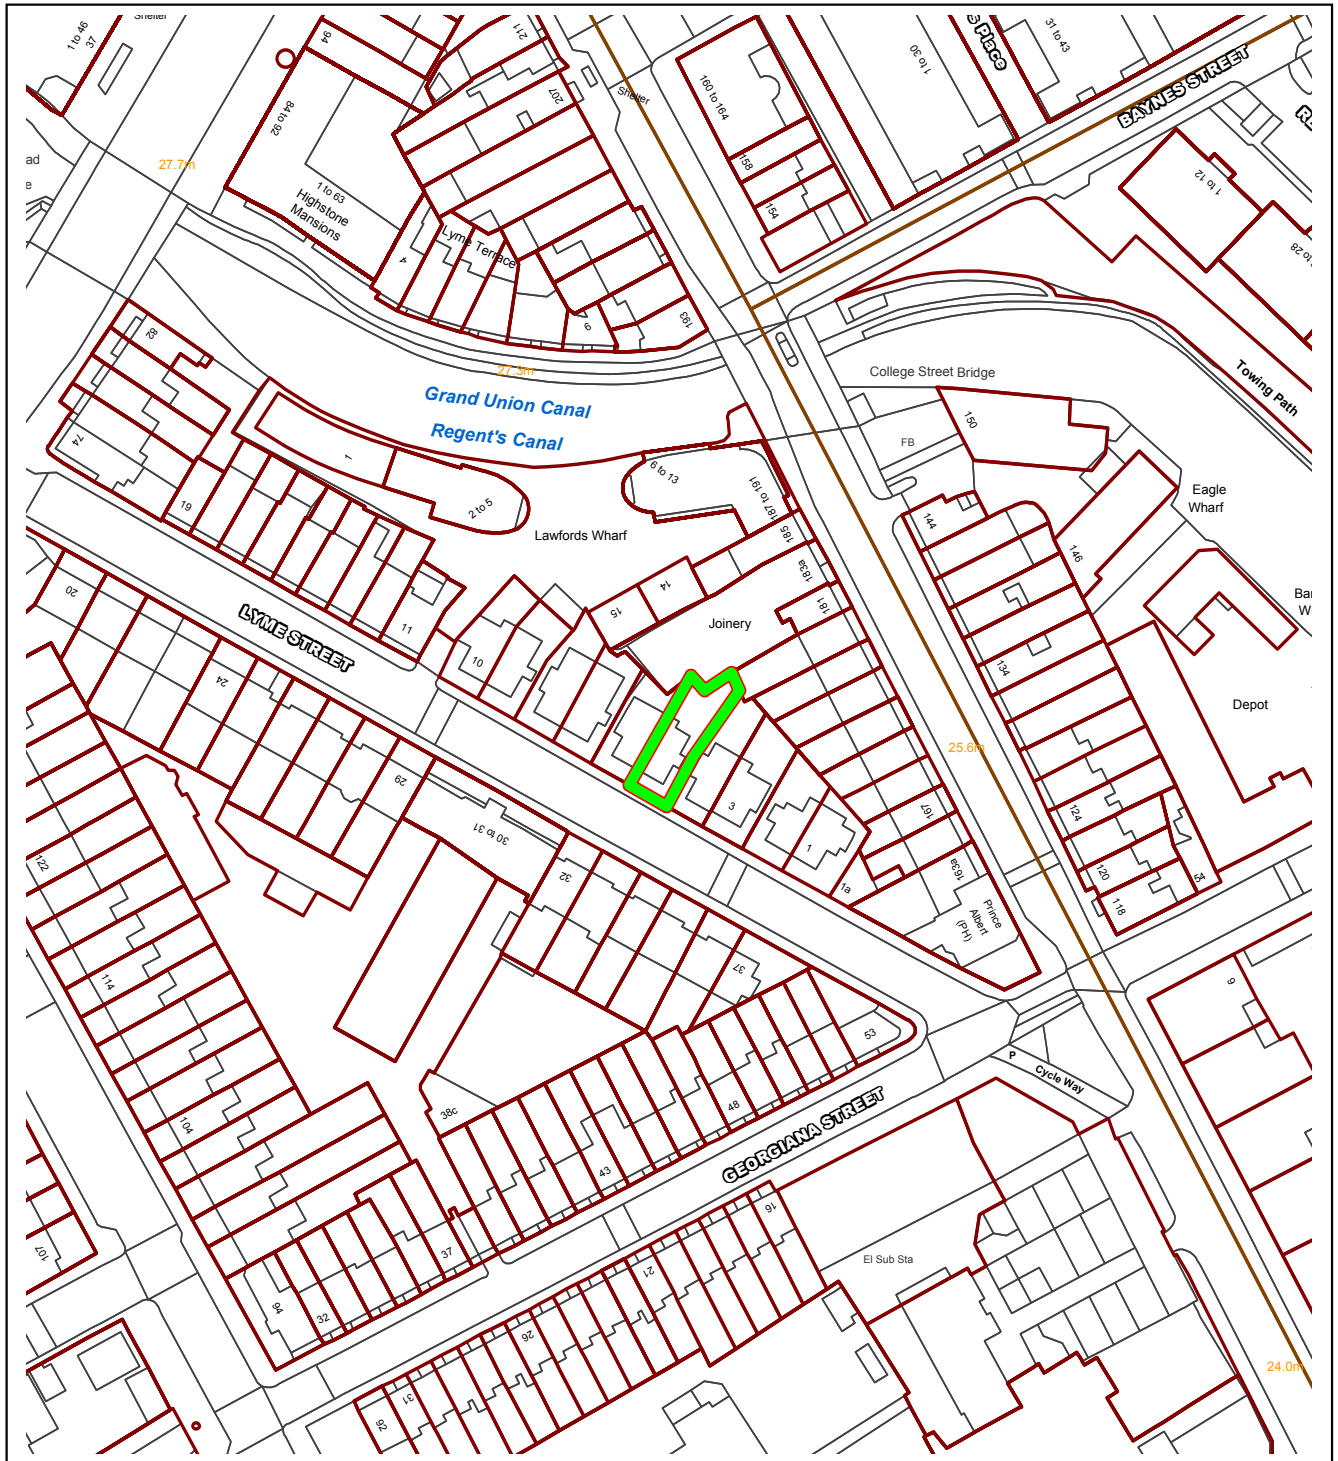 Shelter
1 to 46
37
94
211
207
Shelter
160 to 164
158
154
1 to 30
s Place
31 to 43
BAYNES STREET
84 to 92
27.7m
ad
e
1 to 63
Highstone
Mansions
Lyme Terrace
4
9
193
1 to 12
Towing Path
82
74
27.3m
Grand Union Canal
Regent's Canal
College Street Bridge
150
FB
1
2 to 5
6 to 13
187 to 191
185
183a
181
Eagle
Wharf
19
Lawfords Wharf
144
146
20
LYME STREET
11
10
15
14
Joinery
134
Depot
24
29
25.6m
3
1
1a
167
163a
Prince
Albert
(PH)
124
120
118
54
122
30 to 31
32
37
114
9
53
P
Cycle Way
38c
48
104
43
GEORGIANA STREET
107
37
16
El Sub Sta
94
32
21
26
31
24.0m